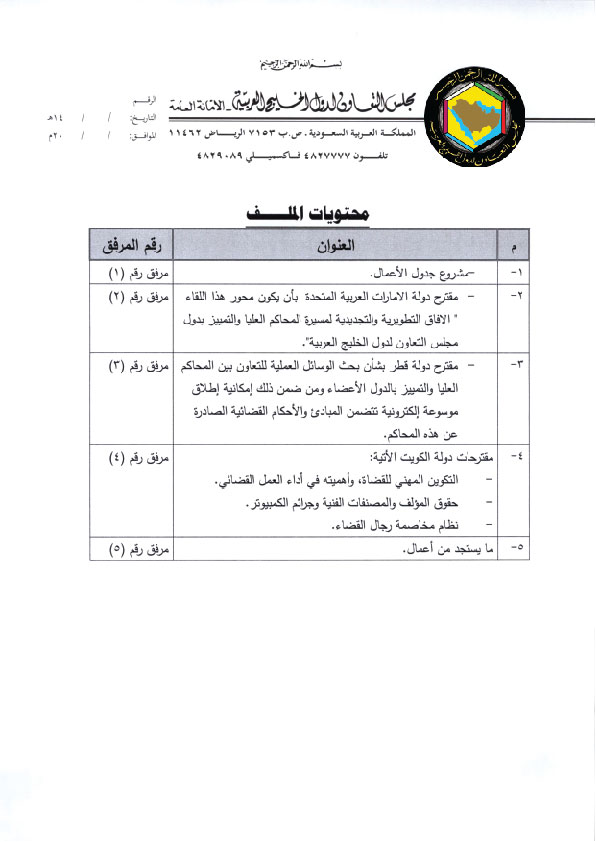 بسم الله الرحمن الرحيم
مجلس التعاون لدول الخليج العربية - الأمانة العامة
الرقم
التاريخ: / / ١٤هـ
الموافق: / / ٢٠م
المملكة العربية السعودية . ص.ب ٧١٥٣ الرياض ١١٤٦٢
تلفون ٤٨٢٧٧٧٧ فاكسميلي ٤٨٢٩٠٨٩
محتويات الملف
م العنوان رقم المرفق
١- -مشروع جدول الأعمال. مرفق رقم (١)
٢- - مقترح دولة الامارات العربية المتحدة بأن يكون محور هذا اللقاء مرفق رقم (٢)
" الافاق التطويرية والتجديدية لمسيرة لمحاكم العليا والتمييز بدول
مجلس التعاون لدول الخليج العربية".
٣- - مقترح دولة قطر بشأن بحث الوسائل العملية للتعاون بين المحاكم مرفق رقم (٣)
العليا والتمييز بالدول الأعضاء ومن ضمن ذلك إمكانية إطلاق
موسوعة إلكترونية تتضمن المبادئ والأحكام القضائية الصادرة
عن هذه المحاكم.
٤- مقترحات دولة الكويت الأتية: مرفق رقم (٤)
- التكوين المهني للقضاة، وأهميته في أداء العمل القضائي.
- حقوق المؤلف والمصنفات الفنية وجرائم الكمبيوتر.
- نظام مخاصمة رجال القضاء.
٥- ما يستجد من أعمال. مرفق رقم (٥)